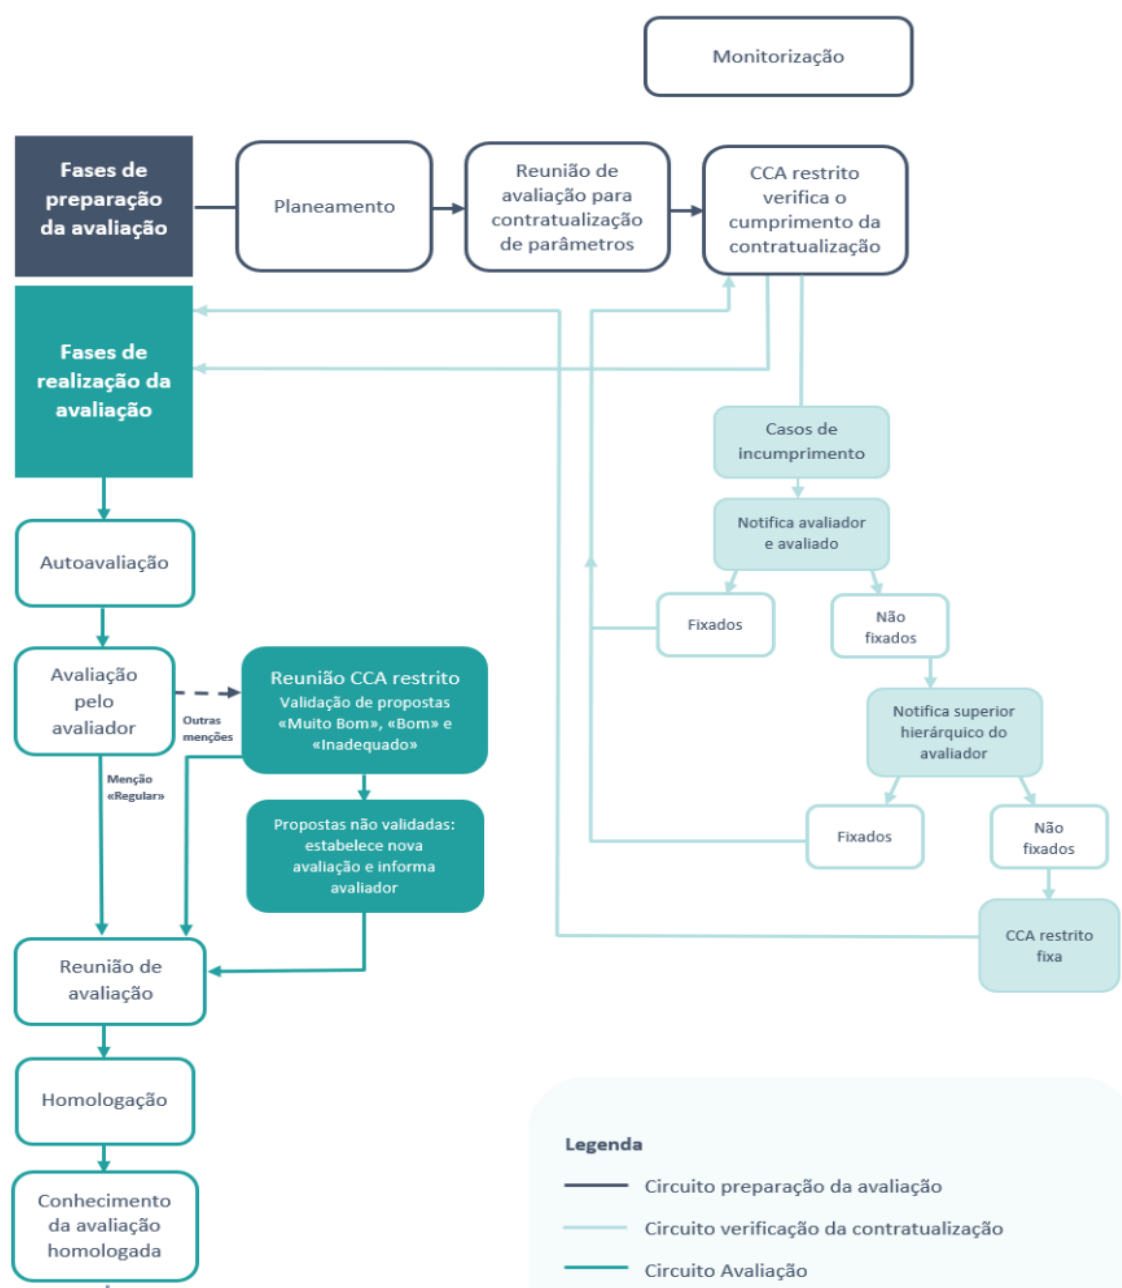 Monitorização
Fases de
preparação
da avaliação
Planeamento
Reunião de
avaliação para
contratualização
de parâmetros
CCA restrito
verifica o
cumprimento da
contratualização
Fases de
realização da
avaliação
Casos de
incumprimento
Notifica avaliador
e avaliado
Fixados
Não
fixados
Notifica superior
hierárquico do
avaliador
Fixados
Não
fixados
CCA restrito
fixa
Autoavaliação
Avaliação
pelo
avaliador
Outras
menções
Menção
«Regular»
Reunião CCA restrito
Validação de propostas
«Muito Bom», «Bom» e
«Inadequado»
Propostas não validadas:
estabelece nova
avaliação e informa
avaliador
Reunião de
avaliação
Homologação
Conhecimento
da avaliação
homologada
Legenda
Circuito preparação da avaliação
Circuito verificação da contratualização
Circuito Avaliação